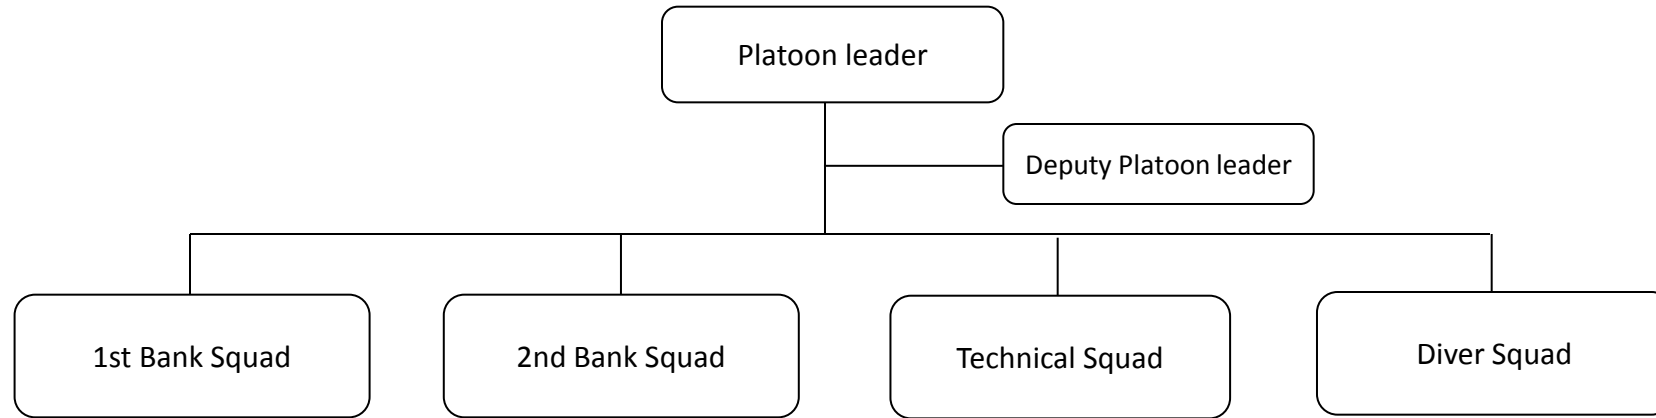 Platoon leader
Deputy Platoon leader
1st Bank Squad
2nd Bank Squad
Technical Squad
Diver Squad